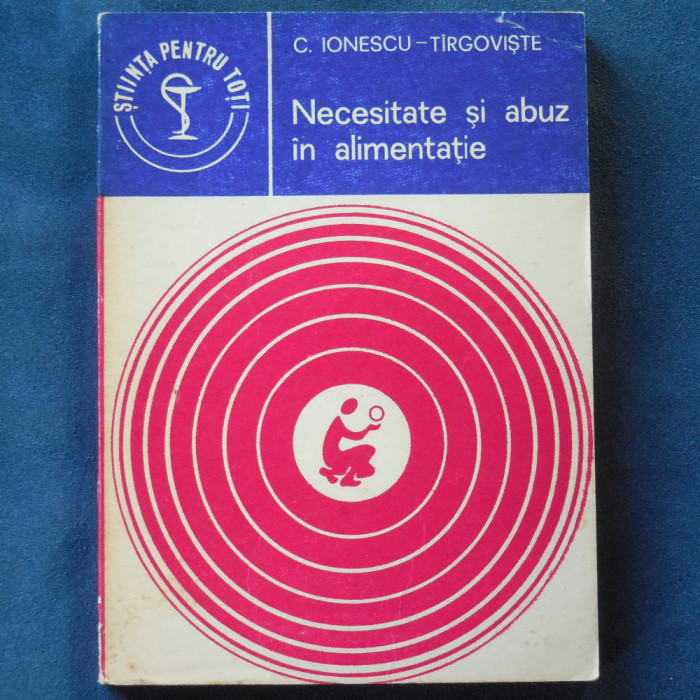 ȘTIINȚA PENTRU TOȚI
C. IONESCU – TÎRGOVIȘTE
Necesitate și abuz
în alimentație